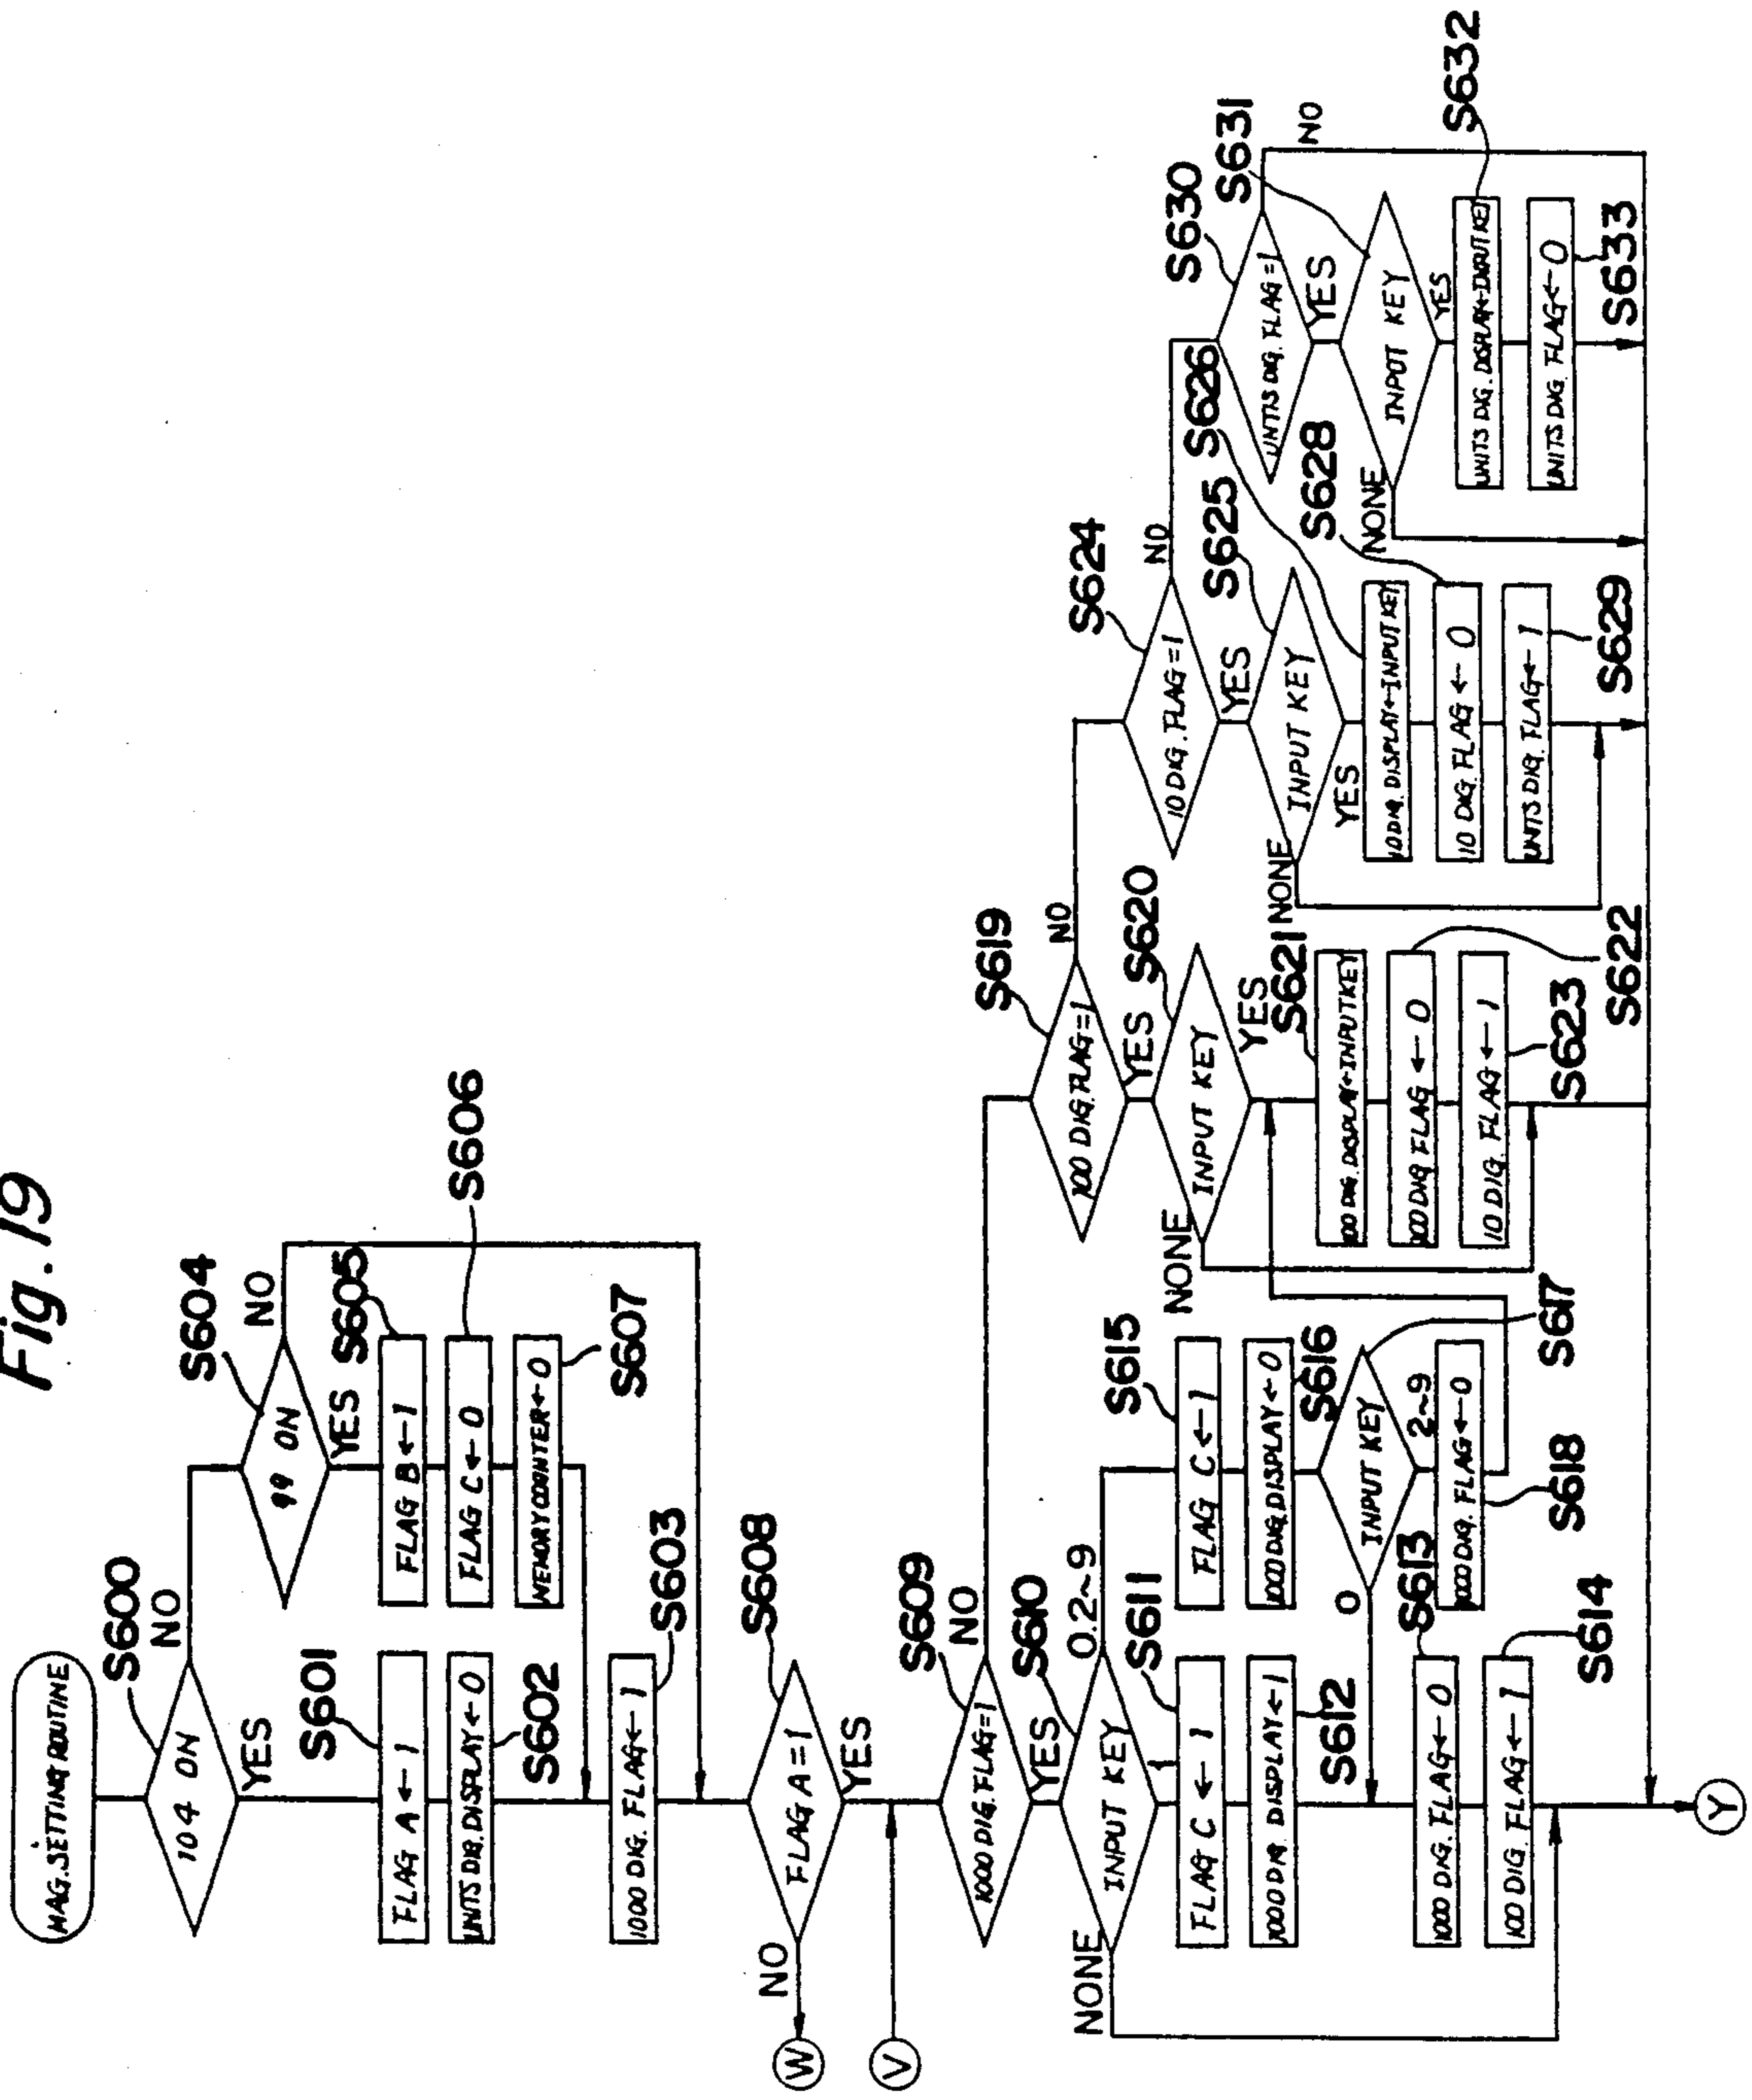 Fig. 19
MAG. SETTING ROUTINE
S600
104 ON
NO
YES
S604
99 ON
NO
YES
S601
FLAG A ← 1
S605
FLAG B ← 1
UNITS DIG. DISPLAY ← 0
S602
FLAG C ← 0
S606
MEMORY CONTER ← 0
S607
1000 DIG. FLAG ← 1
S603
S608
FLAG A = 1
NO
YES
W
V
S609
1000 DIG. FLAG = 1
NO
YES
S610
INPUT KEY
NONE
0.2~9
S611
FLAG C ← 1
1000 DIG. DISPLAY ← 1
S612
S615
FLAG C ← 1
1000 DIG. DISPLAY ← 0
S616
INPUT KEY
S617
0
2~9
S613
1000 DIG. FLAG ← 0
1000 DIG. FLAG ← 0
S618
100 DIG. FLAG ← 1
S614
S619
100 DIG. FLAG = 1
NO
YES
S620
INPUT KEY
NONE
YES
S621
100 DIG. DISPLAY ← INPUT KEY
100 DIG. FLAG ← 0
S622
10 DIG. FLAG ← 1
S623
S624
10 DIG. FLAG = 1
NO
YES
S625
INPUT KEY
NONE
YES
S626
10 DIG. DISPLAY ← INPUT KEY
S628
10 DIG. FLAG ← 0
UNITS DIG. FLAG ← 1
S629
S630
UNTIS DIG. FLAG = 1
NO
YES
S631
INPOT KEY
NONE
YES
UNITS DIG. DISPLAY ← INPUT KEY
S632
UNITS DIG. FLAG ← 0
S633
Y